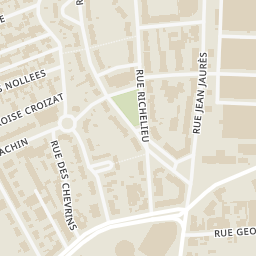 S NOLLEES
OISE CROIZAT
ACHIN
RUE DES CHEVRINS
RUE RICHELIEU
RUE JEAN JAURÈS
RUE GEO